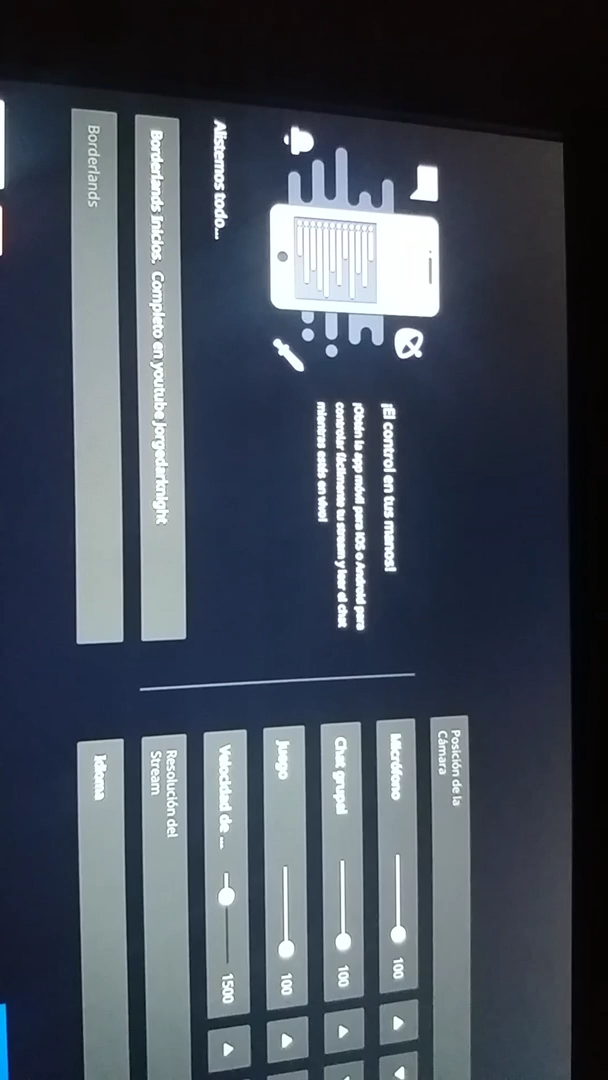 ¡El control en tus manos!
¡Obtén la app móvil para iOS o Android para
controlar fácilmente tu stream y leer el chat
mientras estás en vivo!
Alistemos todo...
Borderlands Inicios. Completo en youtube jorgedarknight
Borderlands
Posición de la
Cámara
Micrófono 100
Chat grupal 100
Juego 100
Velocidad de ... 1500
Resolución del
Stream
Idioma